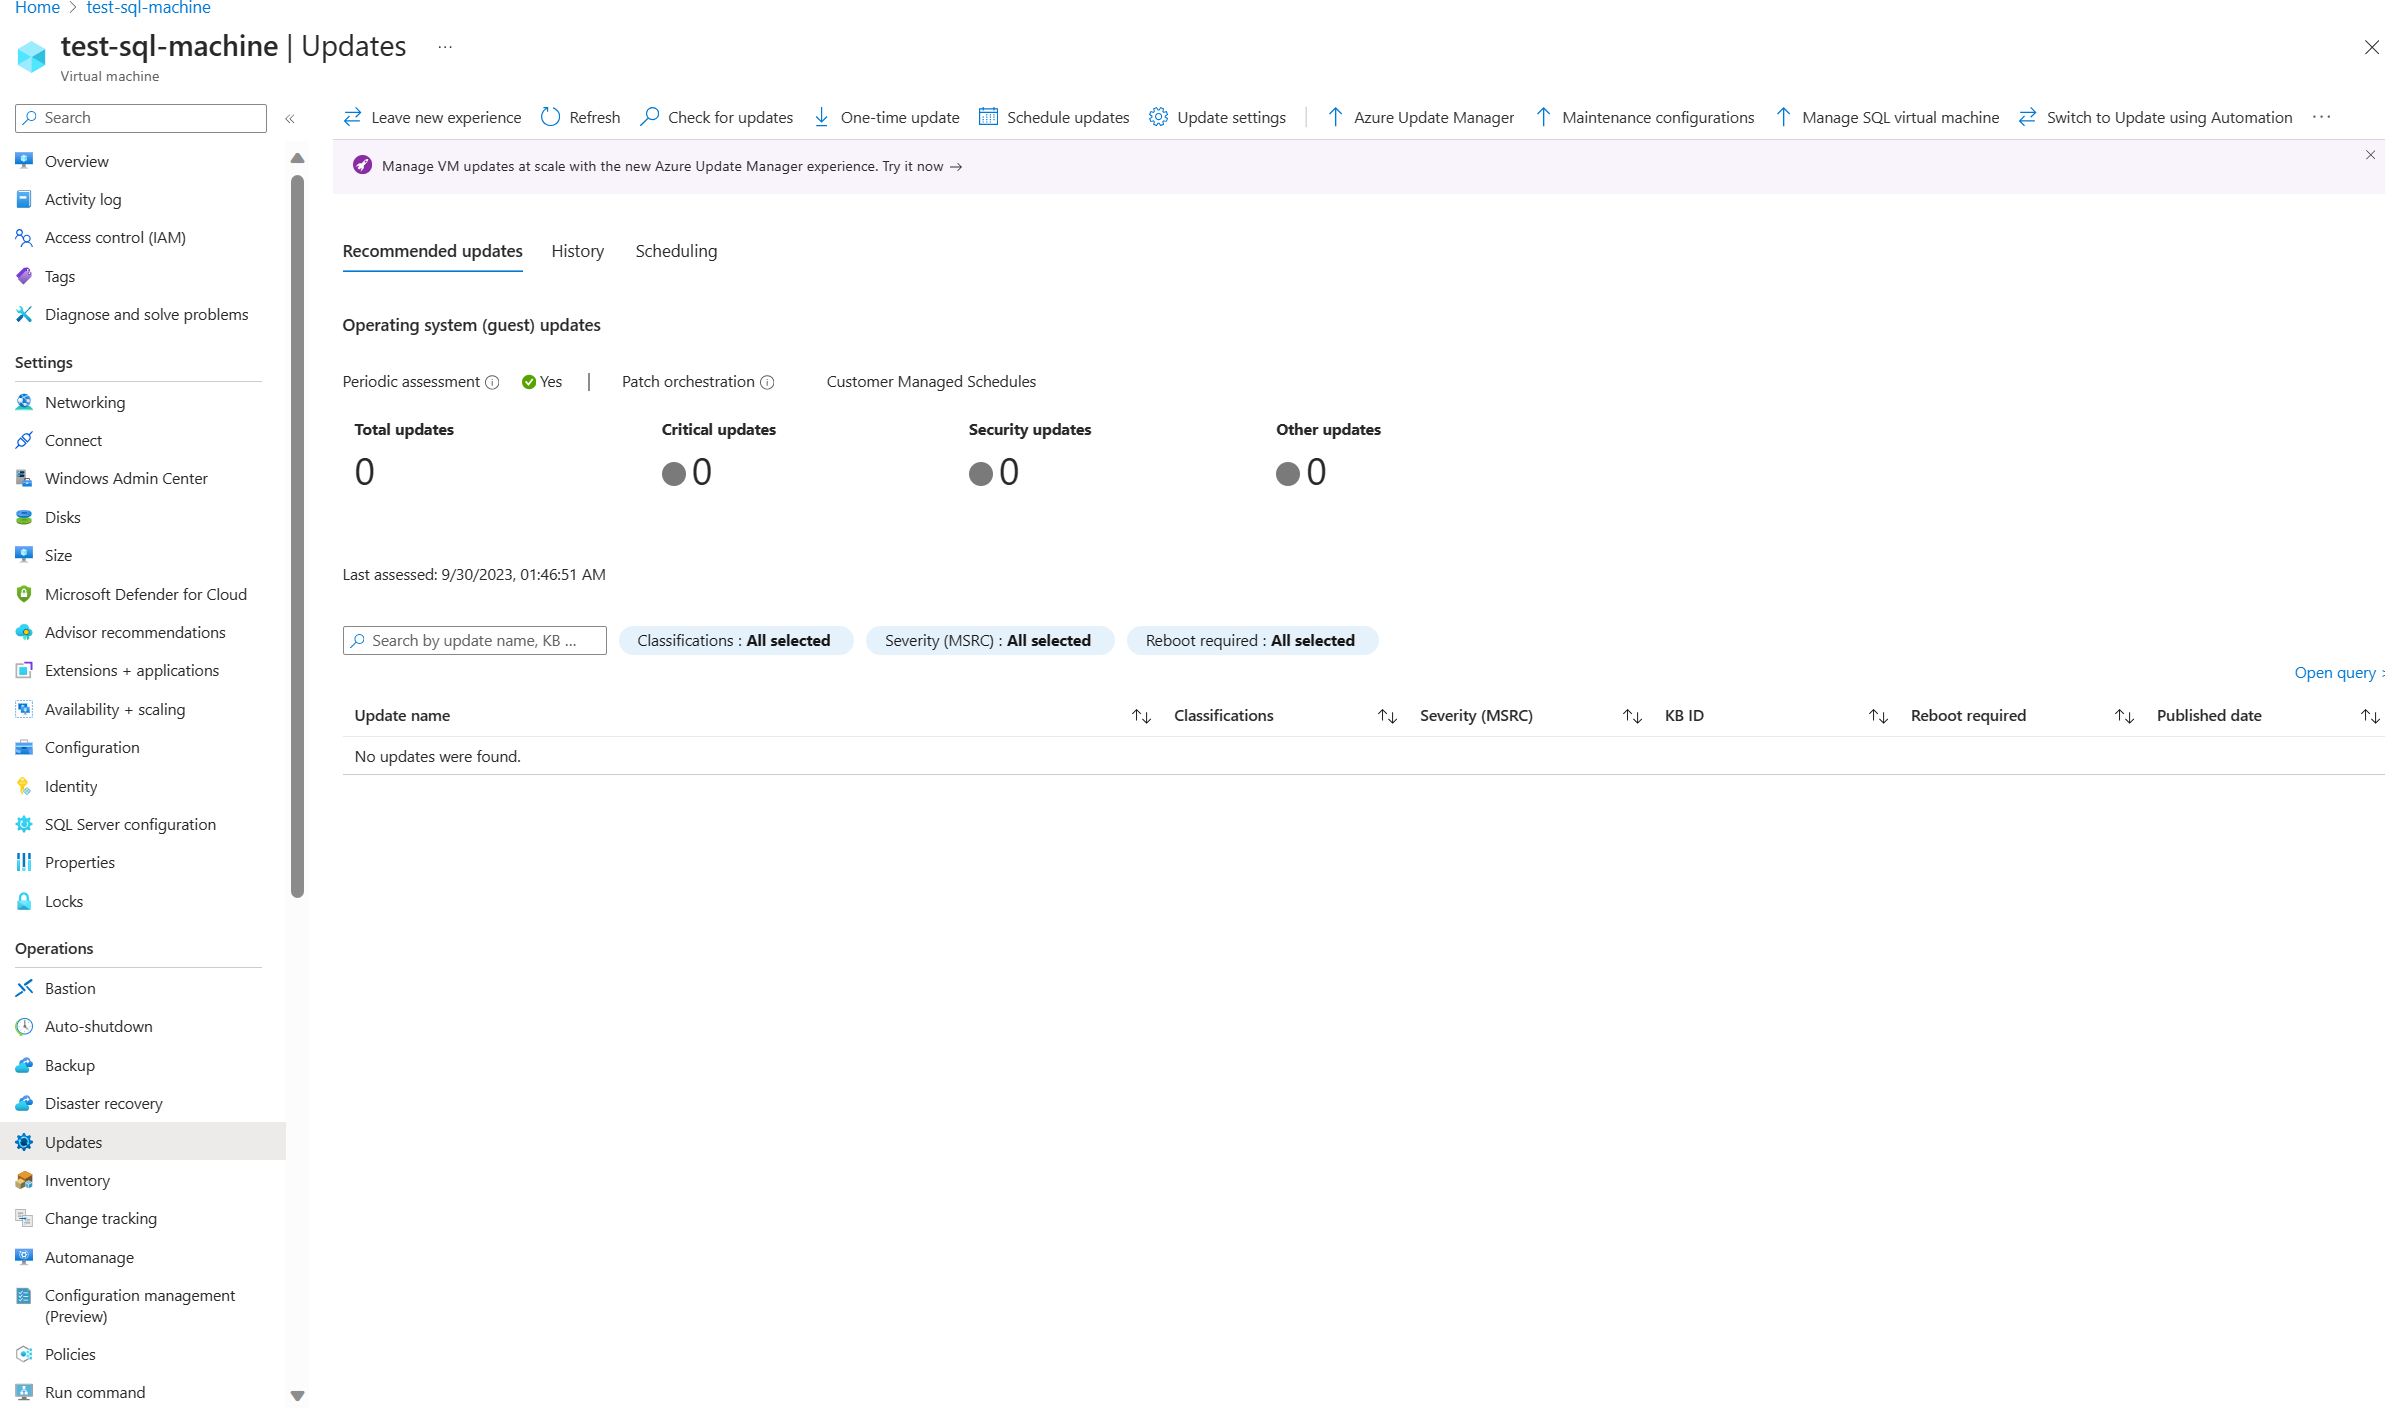 Home > test-sql-machine
test-sql-machine | Updates ...
Virtual machine
Search «
Overview
Activity log
Access control (IAM)
Tags
Diagnose and solve problems
Settings
Networking
Connect
Windows Admin Center
Disks
Size
Microsoft Defender for Cloud
Advisor recommendations
Extensions + applications
Availability + scaling
Configuration
Identity
SQL Server configuration
Properties
Locks
Operations
Bastion
Auto-shutdown
Backup
Disaster recovery
Updates
Inventory
Change tracking
Automanage
Configuration management
(Preview)
Policies
Run command
Leave new experience Refresh Check for updates One-time update Schedule updates Update settings | Azure Update Manager Maintenance configurations Manage SQL virtual machine Switch to Update using Automation ...
Manage VM updates at scale with the new Azure Update Manager experience. Try it now →
Recommended updates History Scheduling
Operating system (guest) updates
Periodic assessment Yes | Patch orchestration Customer Managed Schedules
Total updates Critical updates Security updates Other updates
0 0 0 0
Last assessed: 9/30/2023, 01:46:51 AM
Search by update name, KB ... Classifications : All selected Severity (MSRC) : All selected Reboot required : All selected
Open query >
Update name ↑↓ Classifications ↑↓ Severity (MSRC) ↑↓ KB ID ↑↓ Reboot required ↑↓ Published date ↑↓
No updates were found.